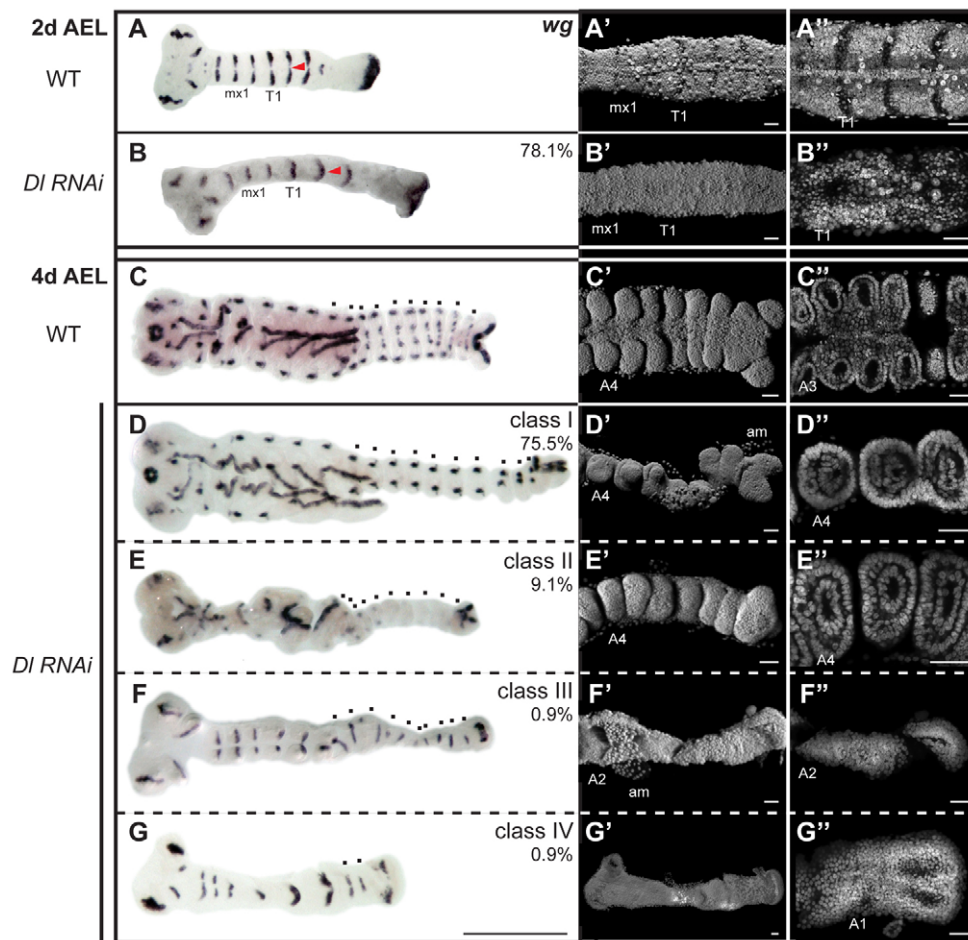 2d AEL
WT
A
wg
mx1
T1
A'
mx1
T1
A''
T1
Dl RNAi
B
78.1%
mx1
T1
B'
mx1
T1
B''
T1
4d AEL
WT
C
C'
A4
C''
A3
Dl RNAi
D
class I
75.5%
D'
am
A4
D''
A4
E
class II
9.1%
E'
A4
E''
A4
F
class III
0.9%
F'
A2
am
F''
A2
G
class IV
0.9%
G'
G''
A1